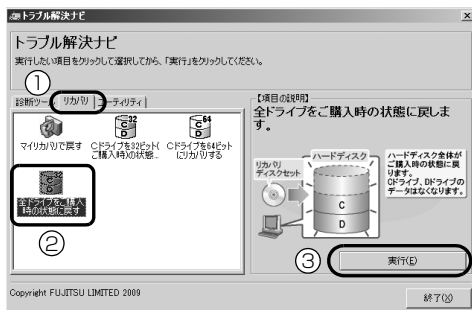 トラブル解決ナビ
トラブル解決ナビ
実行したい項目をクリックして選択してから、「実行」をクリックしてください。
①
診断ツール
リカバリ
ユーティリティ
マイリカバリで戻す
Cドライブを32ビット(
ご購入時)の状態...
Cドライブを64ビット
にリカバリする
全ドライブをご購入
時の状態に戻す
②
【項目の説明】
全ドライブをご購入時の状態に戻しま
す。
リカバリ
ディスクセット
ハードディスク
C
D
ハードディスク全体が
ご購入時の状態に戻
ります。
Cドライブ、Dドライブの
データはなくなります。
③
実行(E)
Copyright FUJITSU LIMITED 2009
終了(X)